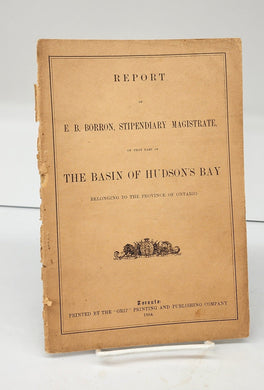 REPORT
OF
E. B. BORRON, STIPENDIARY MAGISTRATE,
ON THAT PART OF
THE BASIN OF HUDSON'S BAY
BELONGING TO THE PROVINCE OF ONTARIO
Toronto:
PRINTED BY THE "GRIP" PRINTING AND PUBLISHING COMPANY